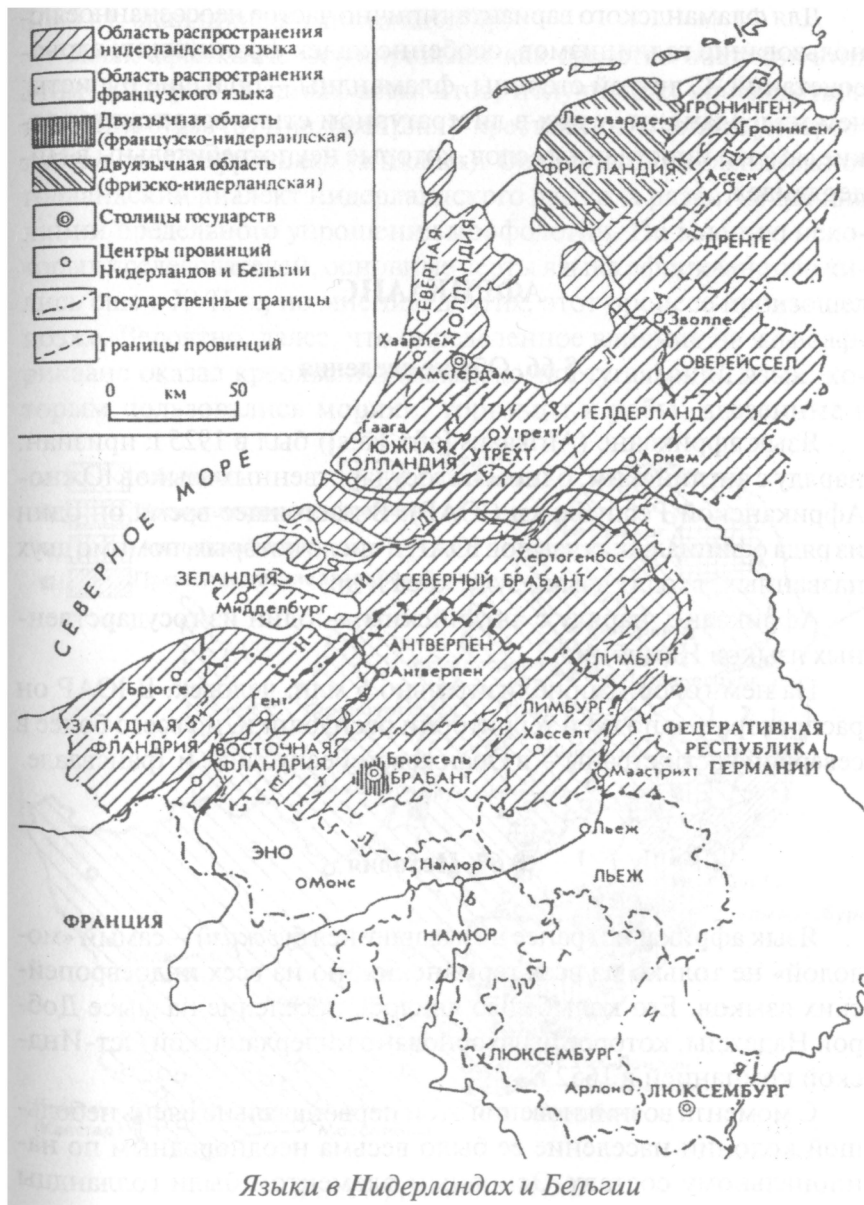 Область распространения
нидерландского языка
Область распространения
французского языка
Двуязычная область
(французско-нидерландская)
Двуязычная область
(фризско-нидерландская)
Столицы государств
Центры провинций
Нидерландов и Бельгии
Государственные границы
Границы провинций
0 км 50
СЕВЕРНОЕ МОРЕ
ГРОНИНГЕН
Гронинген
Лееуварден
ФРИСЛАНДИЯ
Ассен
ДРЕНТЕ
СЕВЕРНАЯ
ГОЛЛАНДИЯ
Хаарлем
Амстердам
Зволле
ОВЕРЕЙССЕЛ
ГЕЛДЕРЛАНД
Гаага
Утрехт
ЮЖНАЯ
ГОЛЛАНДИЯ
УТРЕХТ
Арнем
Хертогенбос
ЗЕЛАНДИЯ
СЕВЕРНЫЙ БРАБАНТ
Мидделбург
АНТВЕРПЕН
Антверпен
ЛИМБУРГ
Брюгге
Гент
ЛИМБУРГ
Хасселт
ЗАПАДНАЯ
ФЛАНДРИЯ
ВОСТОЧНАЯ
ФЛАНДРИЯ
Брюссель
БРАБАНТ
Маастрихт
ФЕДЕРАТИВНАЯ
РЕСПУБЛИКА
ГЕРМАНИИ
Льеж
ЭНО
Монс
Намюр
ЛЬЕЖ
ФРАНЦИЯ
НАМЮР
ЛЮКСЕМБУРГ
Арлон
ЛЮКСЕМБУРГ
Языки в Нидерландах и Бельгии